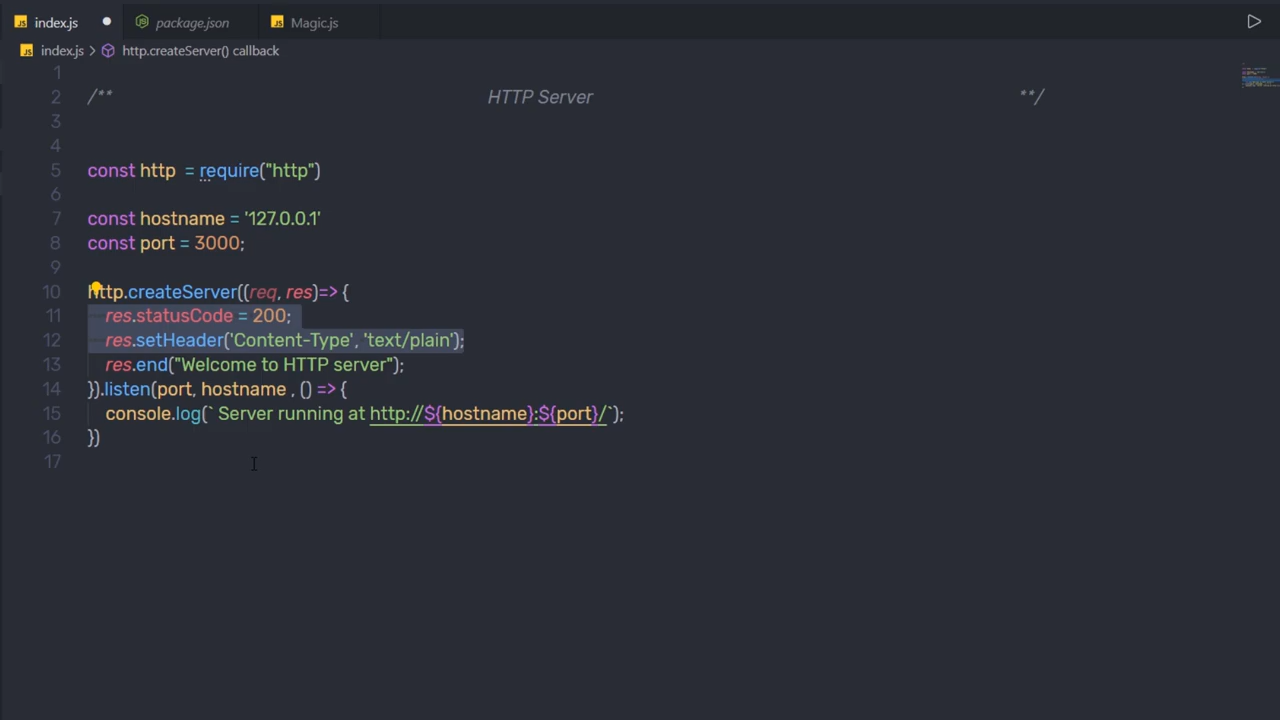 JS index.js package.json JS Magic.js
JS index.js > http.createServer() callback
1
2 /** HTTP Server **/
3
4
5 const http = require("http")
6
7 const hostname = '127.0.0.1'
8 const port = 3000;
9
10 http.createServer((req, res)=> {
11 res.statusCode = 200;
12 res.setHeader('Content-Type', 'text/plain');
13 res.end("Welcome to HTTP server");
14 }).listen(port, hostname , () => {
15 console.log(` Server running at http://${hostname}:${port}/`);
16 })
17